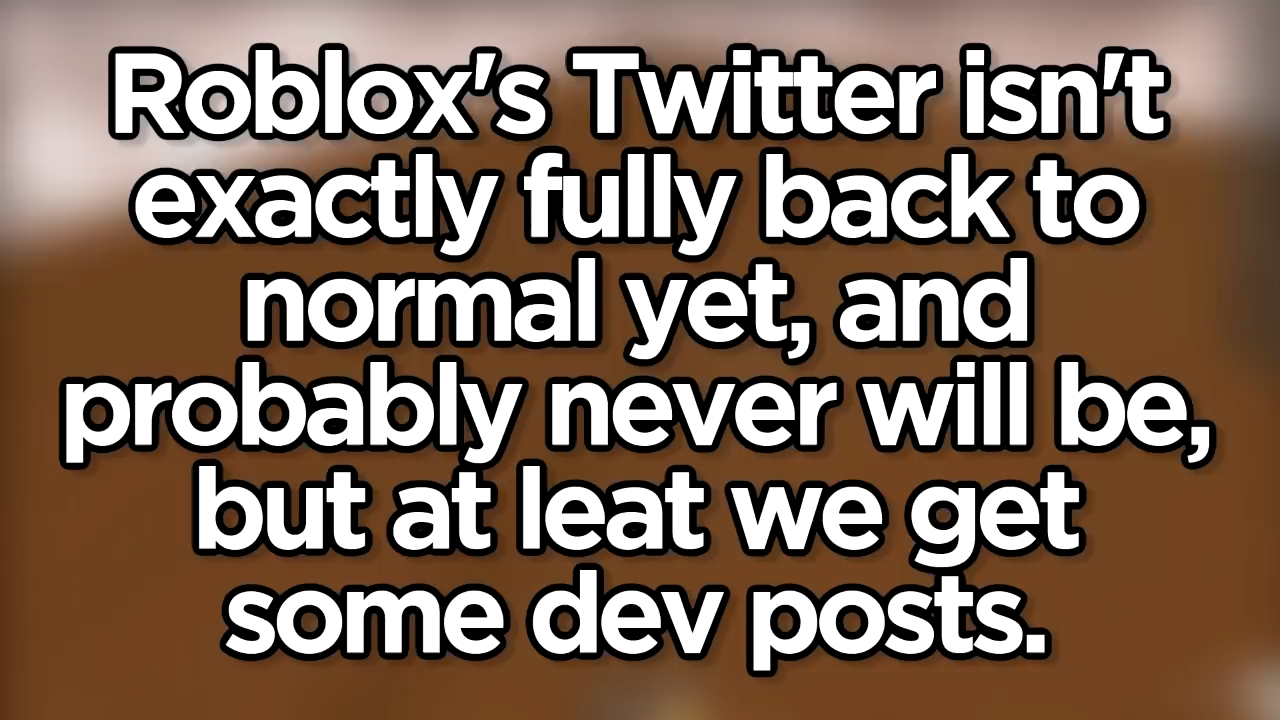 Roblox's Twitter isn't
exactly fully back to
normal yet, and
probably never will be,
but at leat we get
some dev posts.